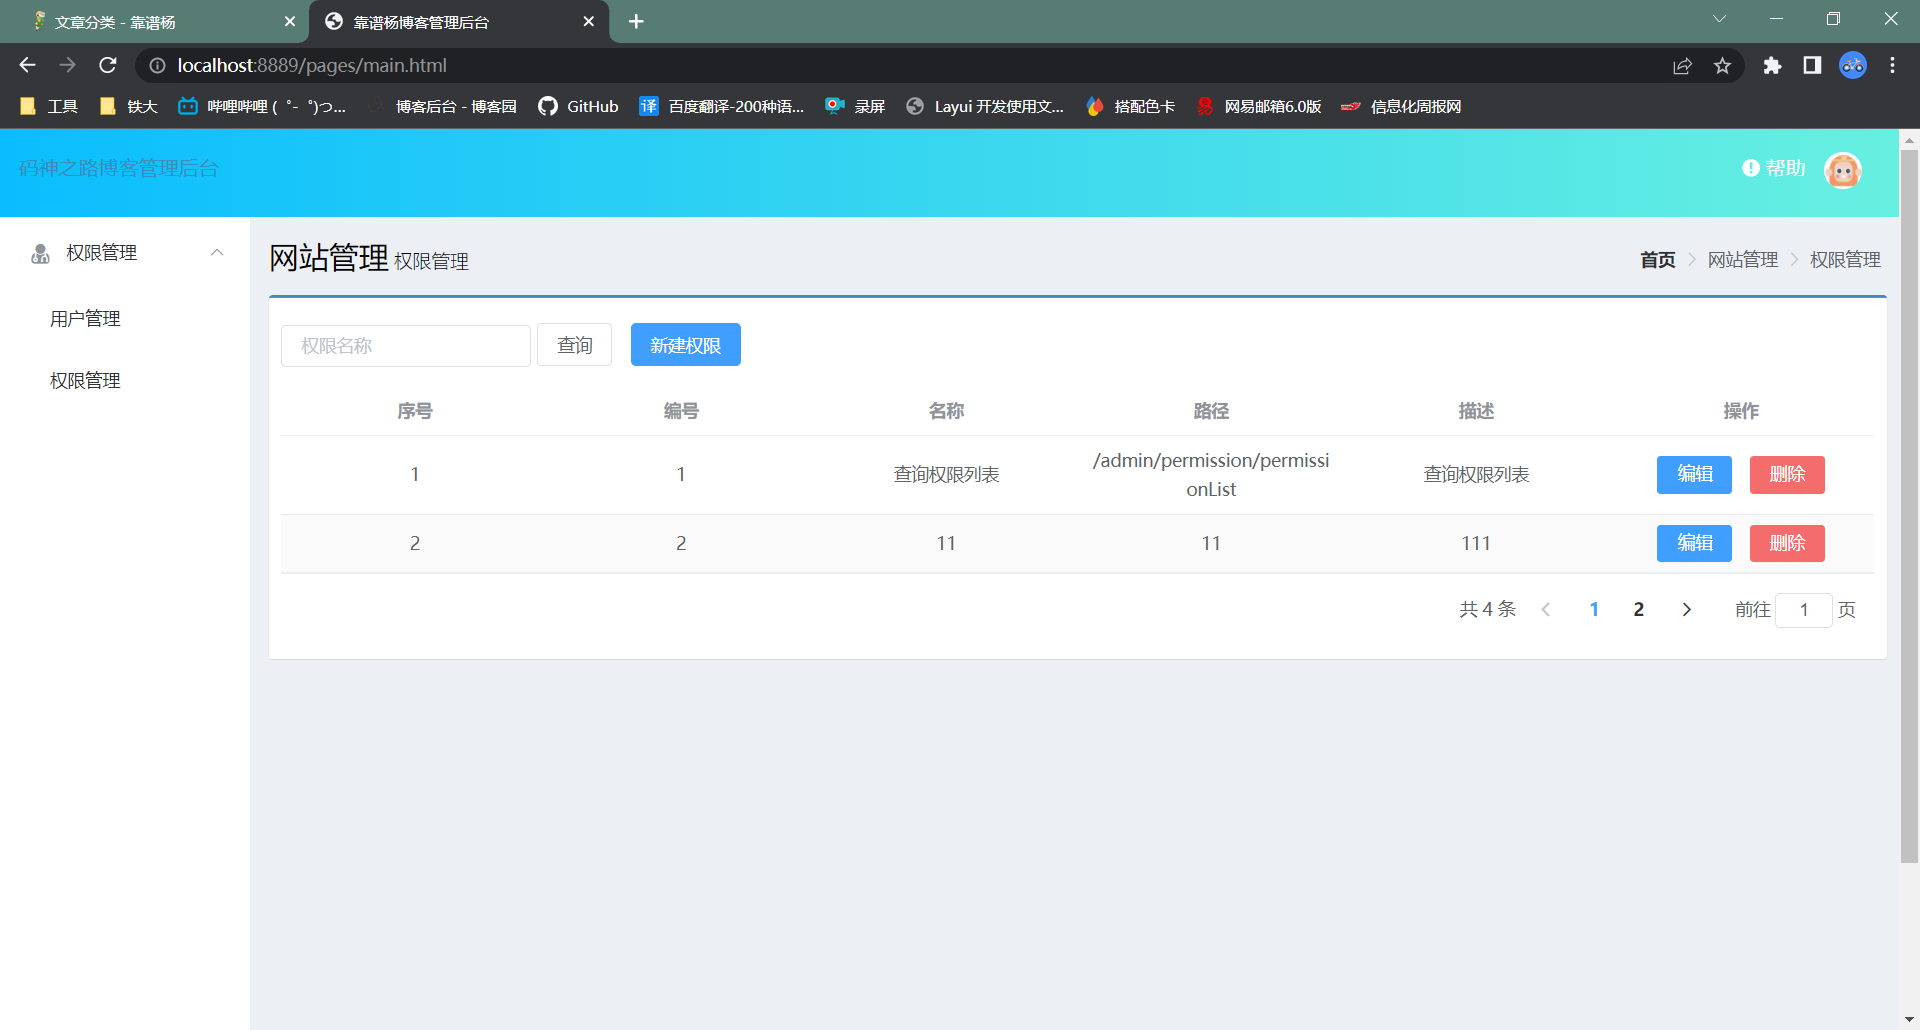 文章分类 - 靠谱杨
靠谱杨博客管理后台
localhost:8889/pages/main.html
工具 铁大 哔哩哔哩 ( ゜- ゜)つ... 博客后台 - 博客园 GitHub 译 百度翻译-200种语... 录屏 Layui 开发使用文... 搭配色卡 网易邮箱6.0版 信息化周报网
码神之路博客管理后台
帮助
权限管理
用户管理
权限管理
网站管理 权限管理
首页 > 网站管理 > 权限管理
权限名称 查询 新建权限
序号 编号 名称 路径 描述 操作
1 1 查询权限列表 /admin/permission/permissi
onList 查询权限列表 编辑 删除
2 2 11 11 111 编辑 删除
共 4 条 < 1 2 > 前往 1 页